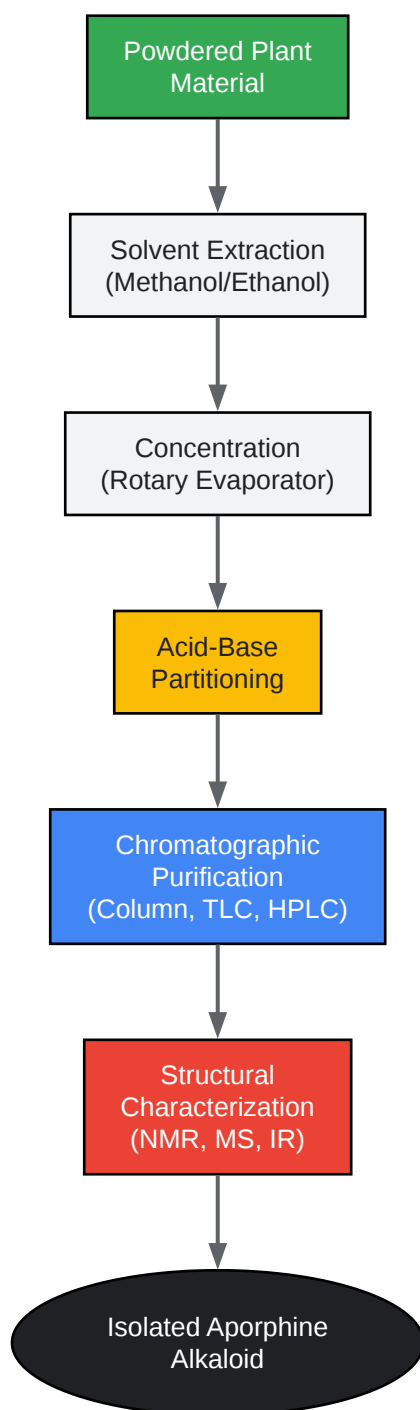 Powdered Plant
Material
Solvent Extraction
(Methanol/Ethanol)
Concentration
(Rotary Evaporator)
Acid-Base
Partitioning
Chromatographic
Purification
(Column, TLC, HPLC)
Structural
Characterization
(NMR, MS, IR)
Isolated Aporphine
Alkaloid